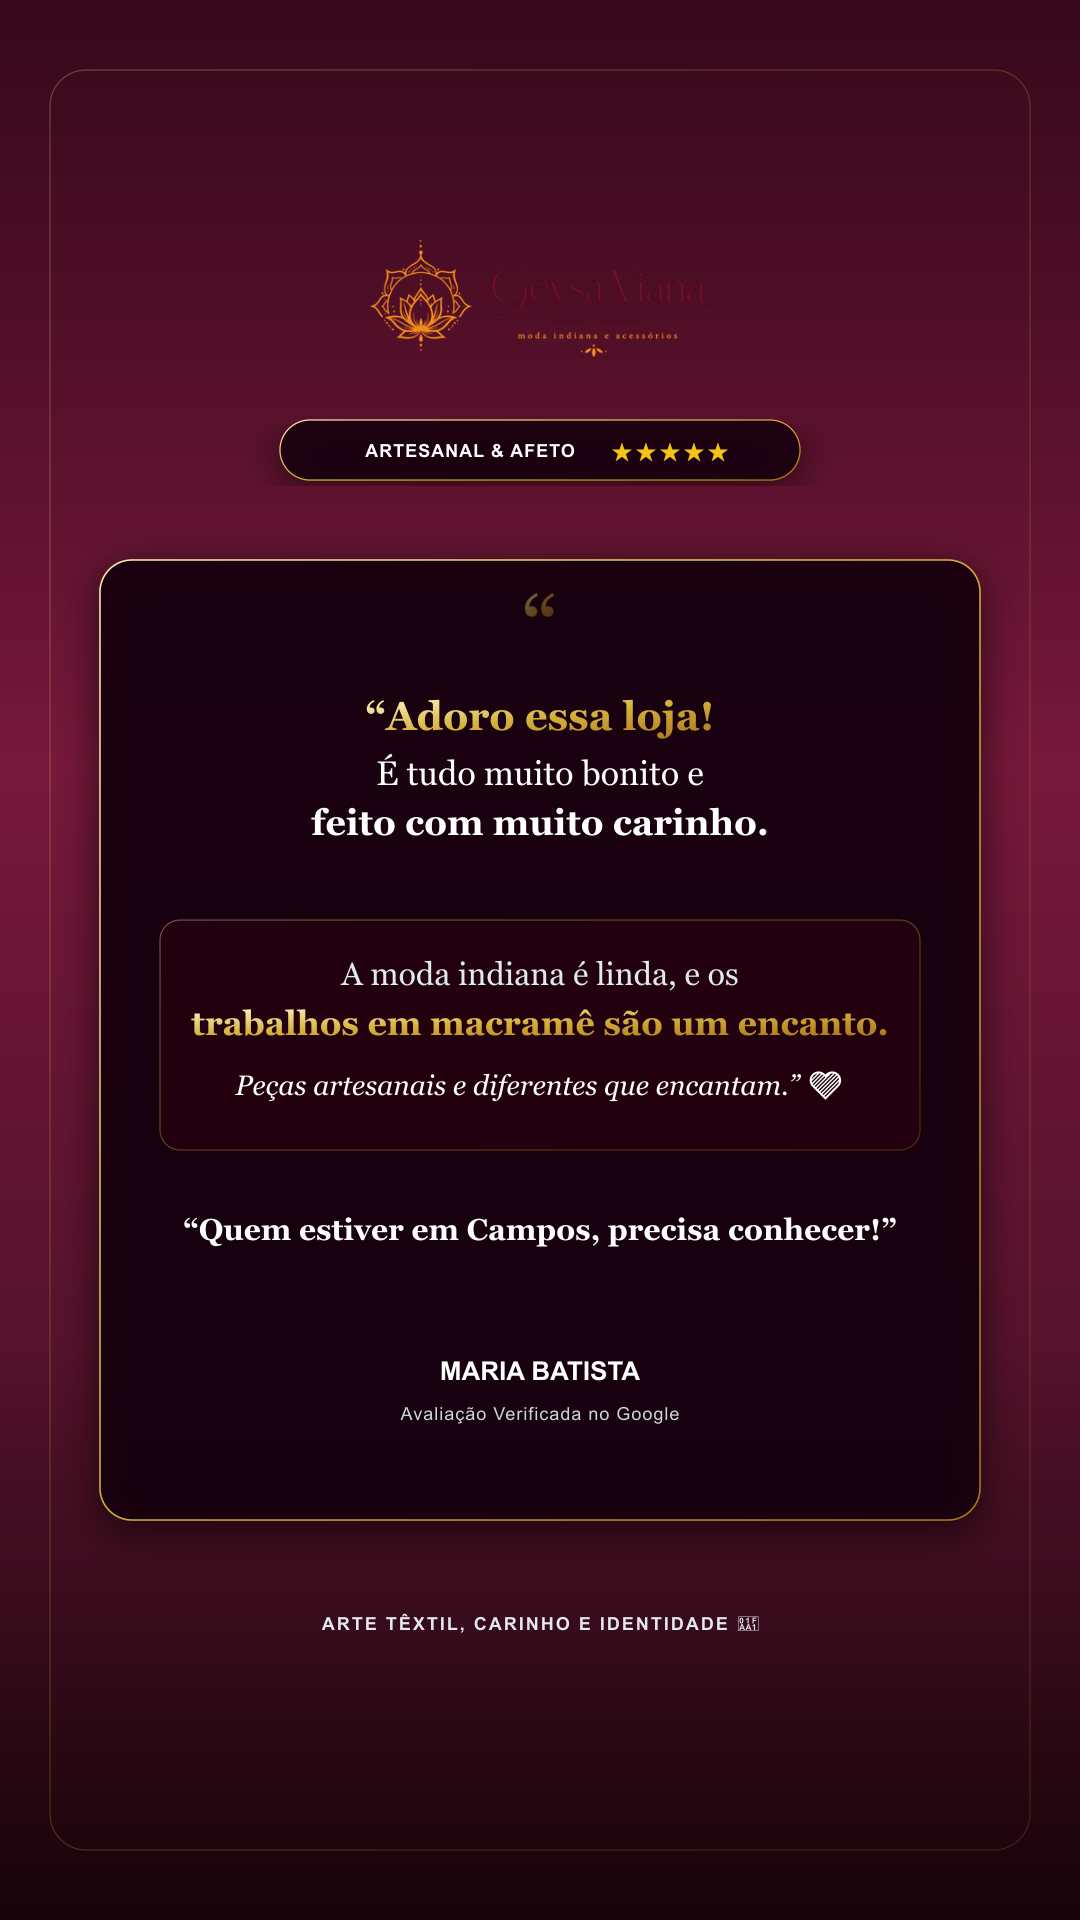 Geysa Viana
moda indiana e acessórios
ARTESANAL & AFETO ★★★★★
“
“Adoro essa loja!
É tudo muito bonito e
feito com muito carinho.
A moda indiana é linda, e os
trabalhos em macramê são um encanto.
Peças artesanais e diferentes que encantam.” 💜
“Quem estiver em Campos, precisa conhecer!”
MARIA BATISTA
Avaliação Verificada no Google
ARTE TÊXTIL, CARINHO E IDENTIDADE 🪡